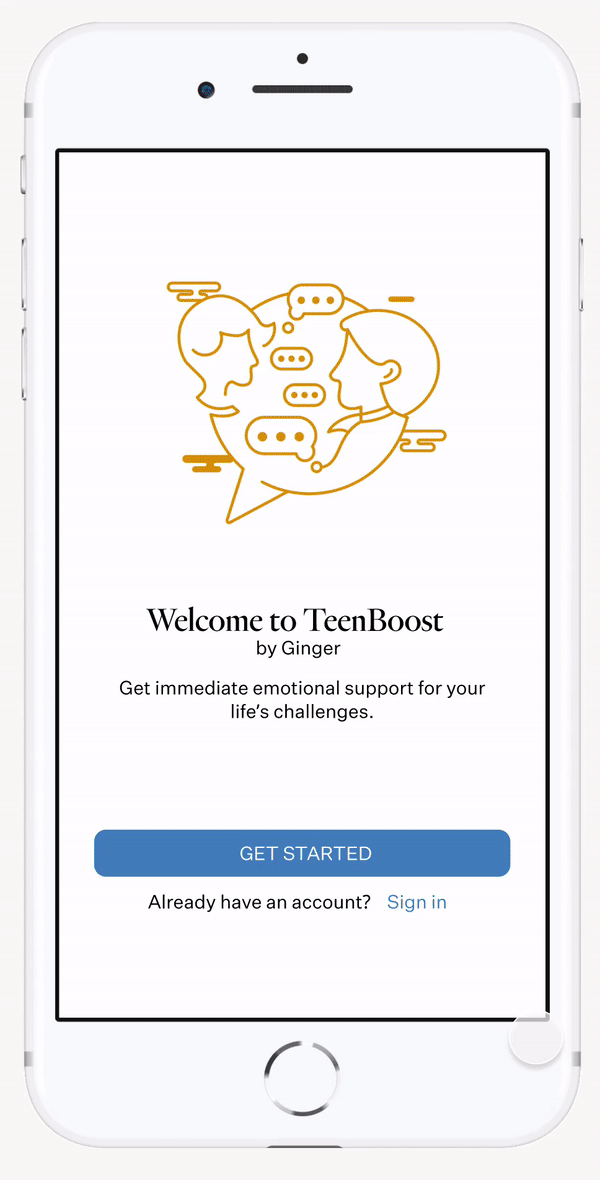 Welcome to TeenBoost
by Ginger
Get immediate emotional support for your
life’s challenges.
GET STARTED
Already have an account? Sign in